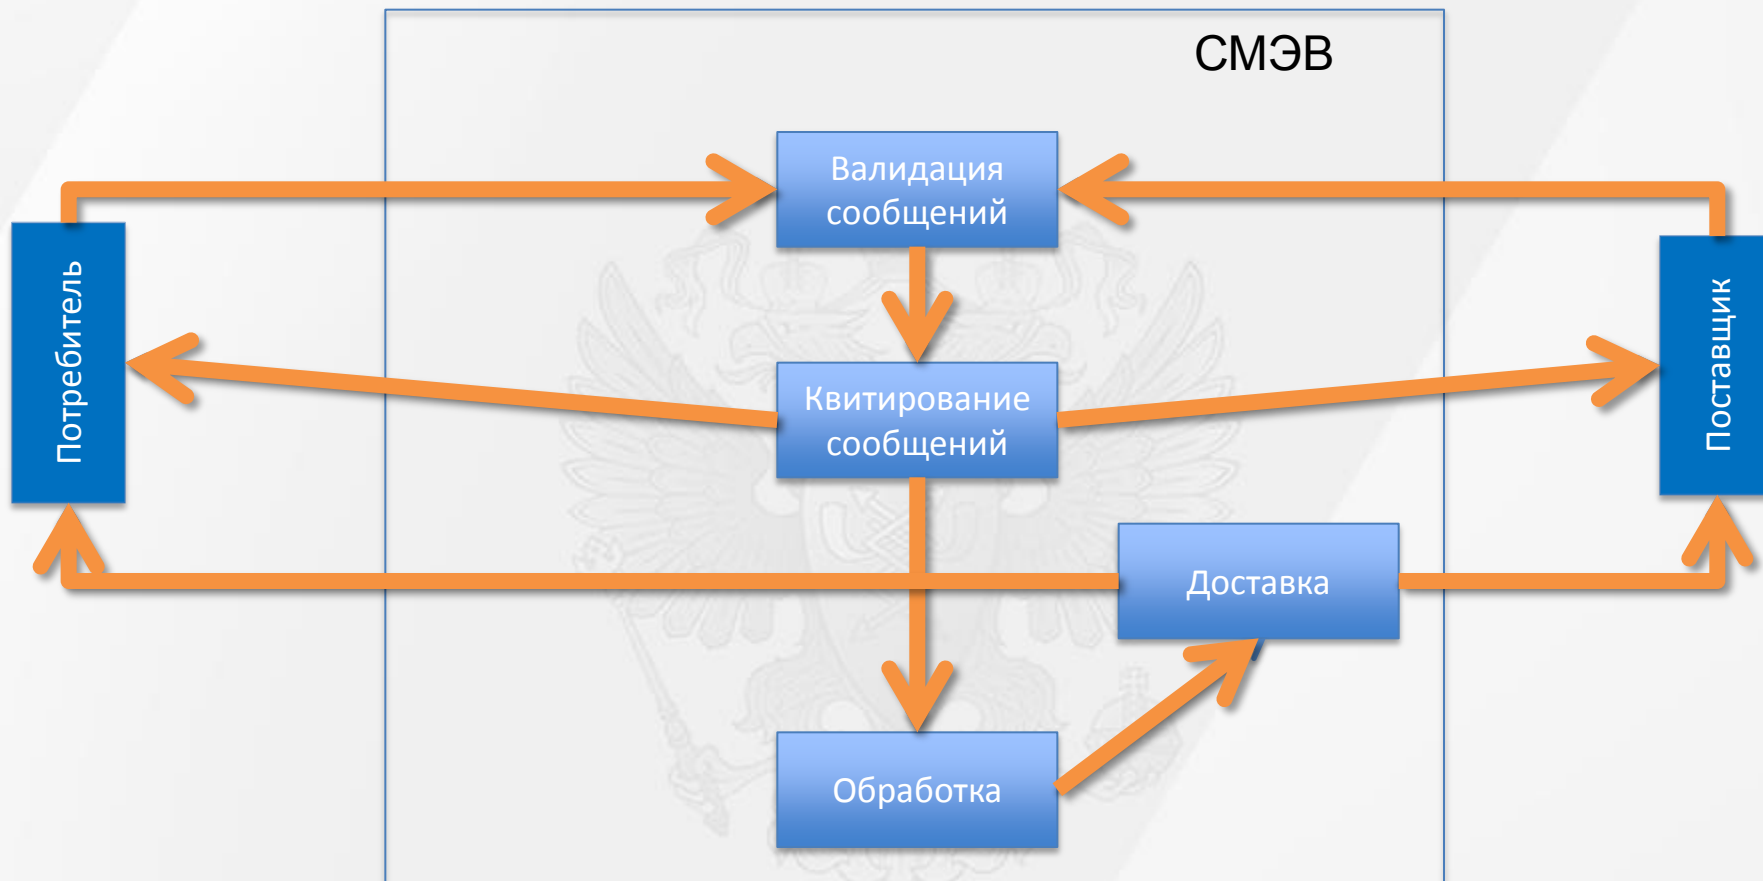 СМЭВ
Валидация
сообщений
Потребитель
Поставщик
Квитирование
сообщений
Доставка
Обработка